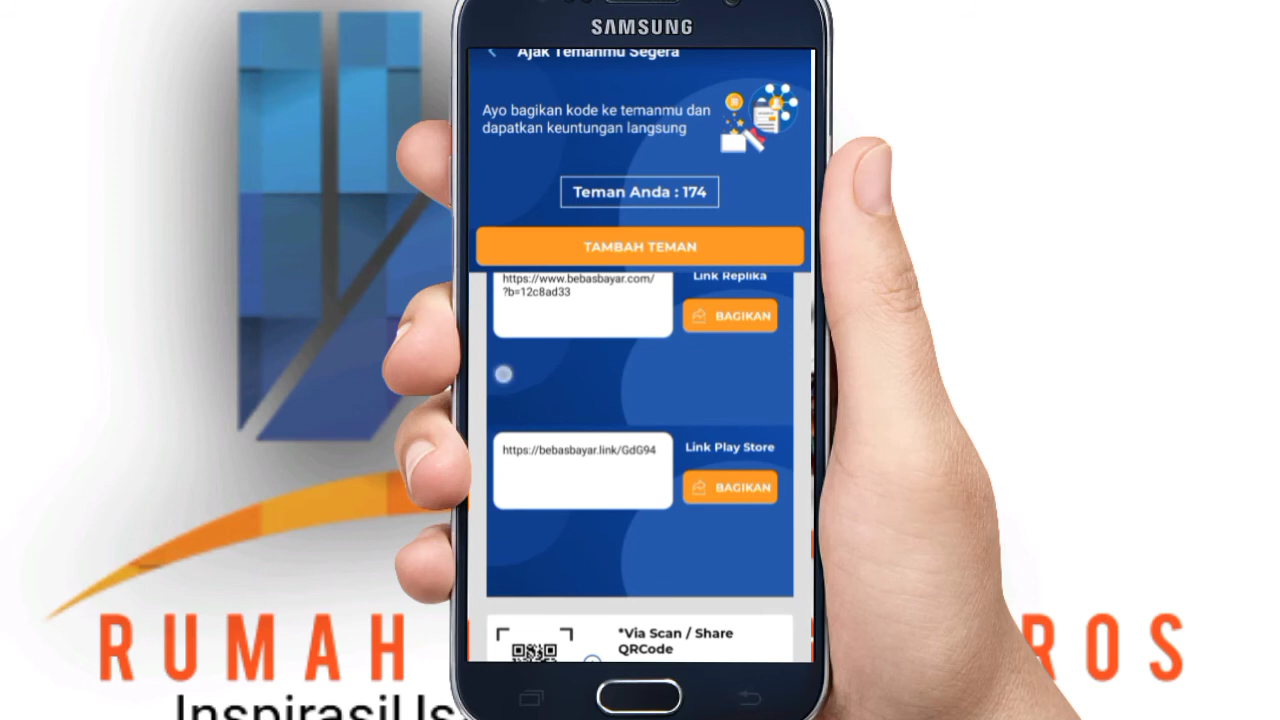 SAMSUNG
Ajak Temanmu Segera
Ayo bagikan kode ke temanmu dan
dapatkan keuntungan langsung
Teman Anda : 174
TAMBAH TEMAN
https://www.bebasbayar.com/
?b=12c8ad33
Link Replika
BAGIKAN
https://bebasbayar.link/GdG94
Link Play Store
BAGIKAN
*Via Scan / Share
QRCode
RUMAH ROS